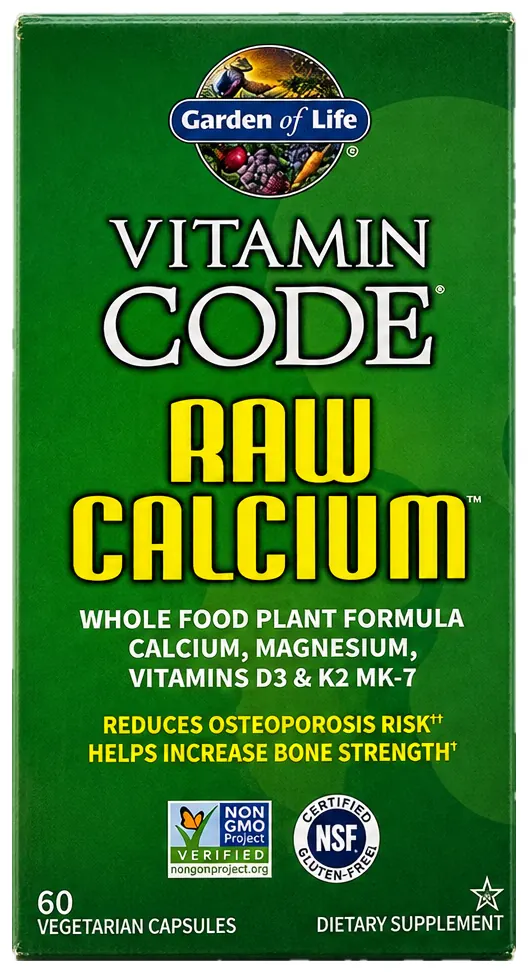 Garden of Life
©
VITAMIN
CODE®
RAW
CALCIUM™
WHOLE FOOD PLANT FORMULA
CALCIUM, MAGNESIUM,
VITAMINS D3 & K2 MK-7
REDUCES OSTEOPOROSIS RISK††
HELPS INCREASE BONE STRENGTH†
NON
GMO
Project
VERIFIED
nongonproject.org
CERTIFIED
NSF.
GLUTEN-FREE
60
VEGETARIAN CAPSULES
DIETARY SUPPLEMENT